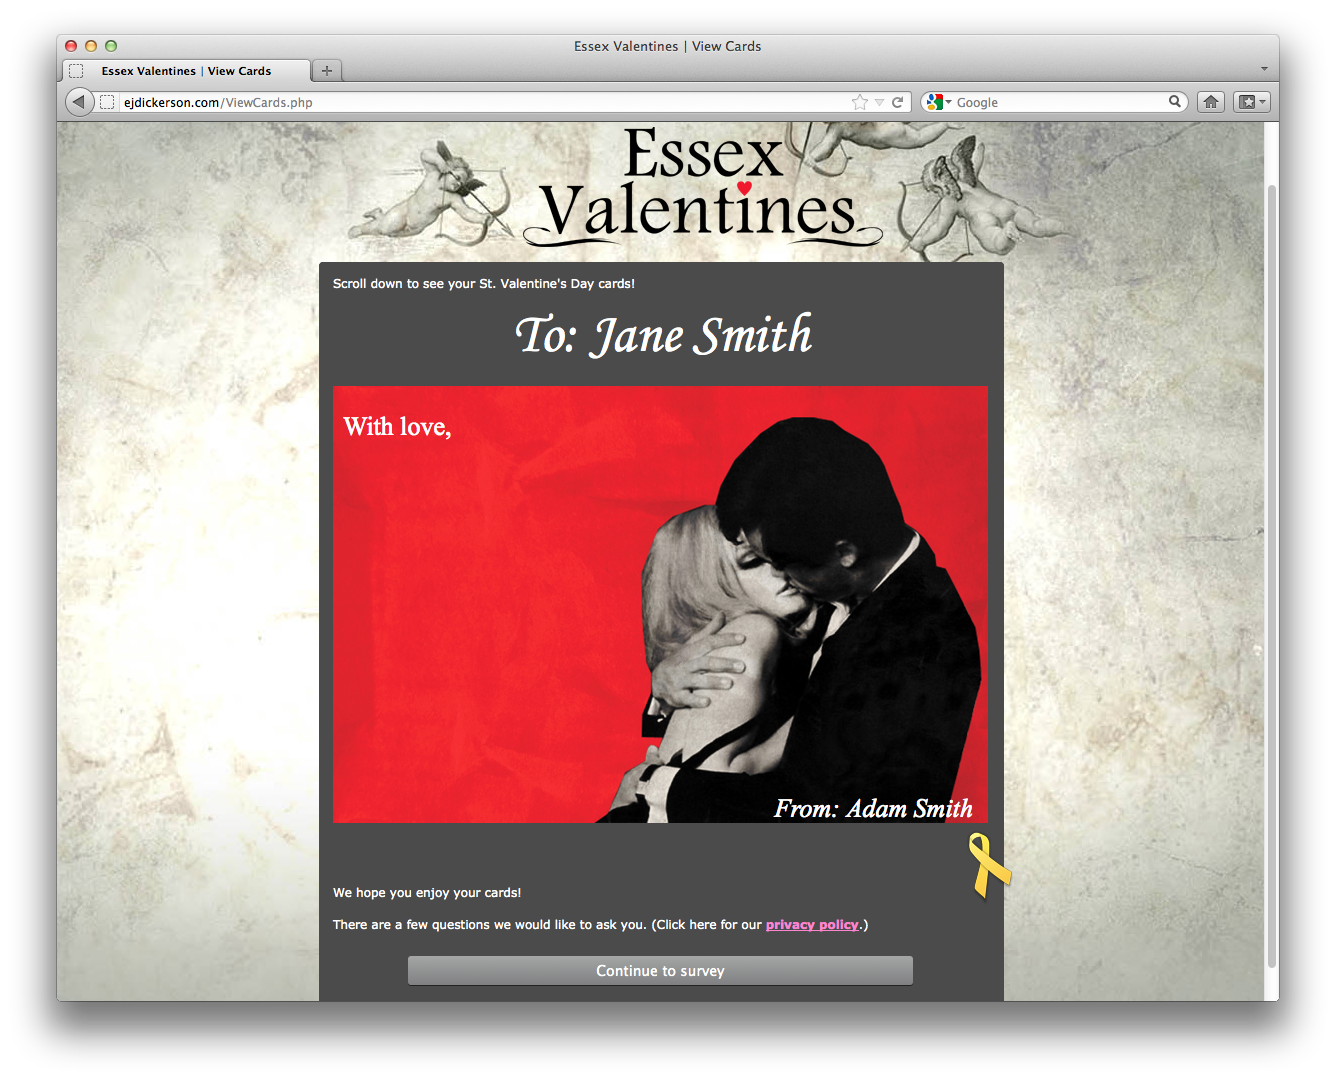 Essex Valentines | View Cards
Essex Valentines | View Cards
ejdickerson.com/ViewCards.php
Google
Essex
Valentines
Scroll down to see your St. Valentine's Day cards!
To: Jane Smith
With love,
From: Adam Smith
We hope you enjoy your cards!
There are a few questions we would like to ask you. (Click here for our privacy policy.)
Continue to survey